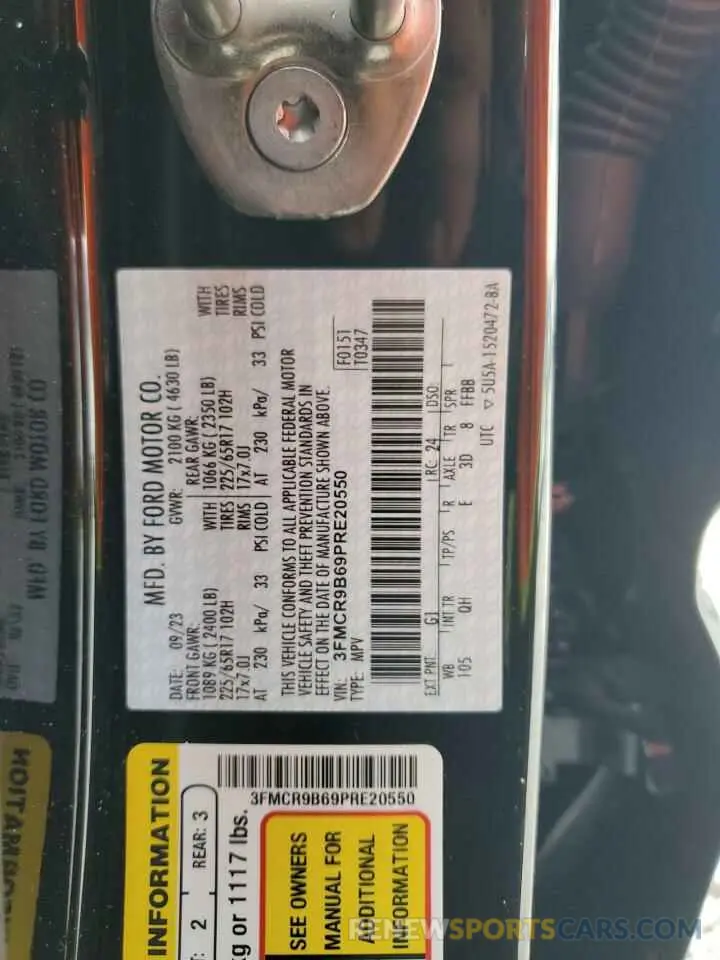 MFD. BY FORD MOTOR CO.
DATE: 09/23 GVWR: 2100 KG ( 4630 LB)
FRONT GAWR: REAR GAWR:
1089 KG ( 2400 LB) WITH 1066 KG ( 2350 LB) WITH
225/65R17 102H TIRES 225/65R17 102H TIRES
17x7.0J RIMS 17x7.0J RIMS
AT 230 kPa/ 33 PSI COLD AT 230 kPa/ 33 PSI COLD
THIS VEHICLE CONFORMS TO ALL APPLICABLE FEDERAL MOTOR
VEHICLE SAFETY AND THEFT PREVENTION STANDARDS IN
EFFECT ON THE DATE OF MANUFACTURE SHOWN ABOVE.
VIN: 3FMCR9B69PRE20550 F0151
TYPE: MPV T0347
EXT PNT: G1 RC: 24 DSO:
WB INT TR TP/PS R AXLE TR SPR
105 QH E 3D 8 FFBB
UTC ▽ 5U5A-1520472-BA
3FMCR9B69PRE20550
INFORMATION
2 REAR: 3
kg or 1117 lbs.
SEE OWNERS
MANUAL FOR
ADDITIONAL
INFORMATION
RENEWSPORTSCARS.COM